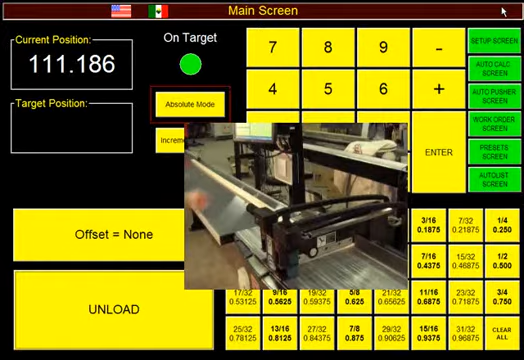 Main Screen
Current Position:
111.186
On Target
Target Position:
Absolute Mode
7 8 9 -
4 5 6 +
ENTER
SETUP SCREEN
AUTO CALC SCREEN
AUTO PUSHER SCREEN
WORK ORDER SCREEN
PRESETS SCREEN
AUTOLIST SCREEN
Offset = None
UNLOAD
3/16 7/32 1/4
0.1875 0.21875 0.250
7/16 15/32 1/2
0.4375 0.46875 0.500
17/32 9/16 19/32 5/8 21/32 11/16 23/32 3/4
0.53125 0.5625 0.59375 0.625 0.65625 0.6875 0.71875 0.750
25/32 13/16 27/32 7/8 29/32 15/16 31/32 CLEAR ALL
0.78125 0.8125 0.84375 0.875 0.90625 0.9375 0.96875